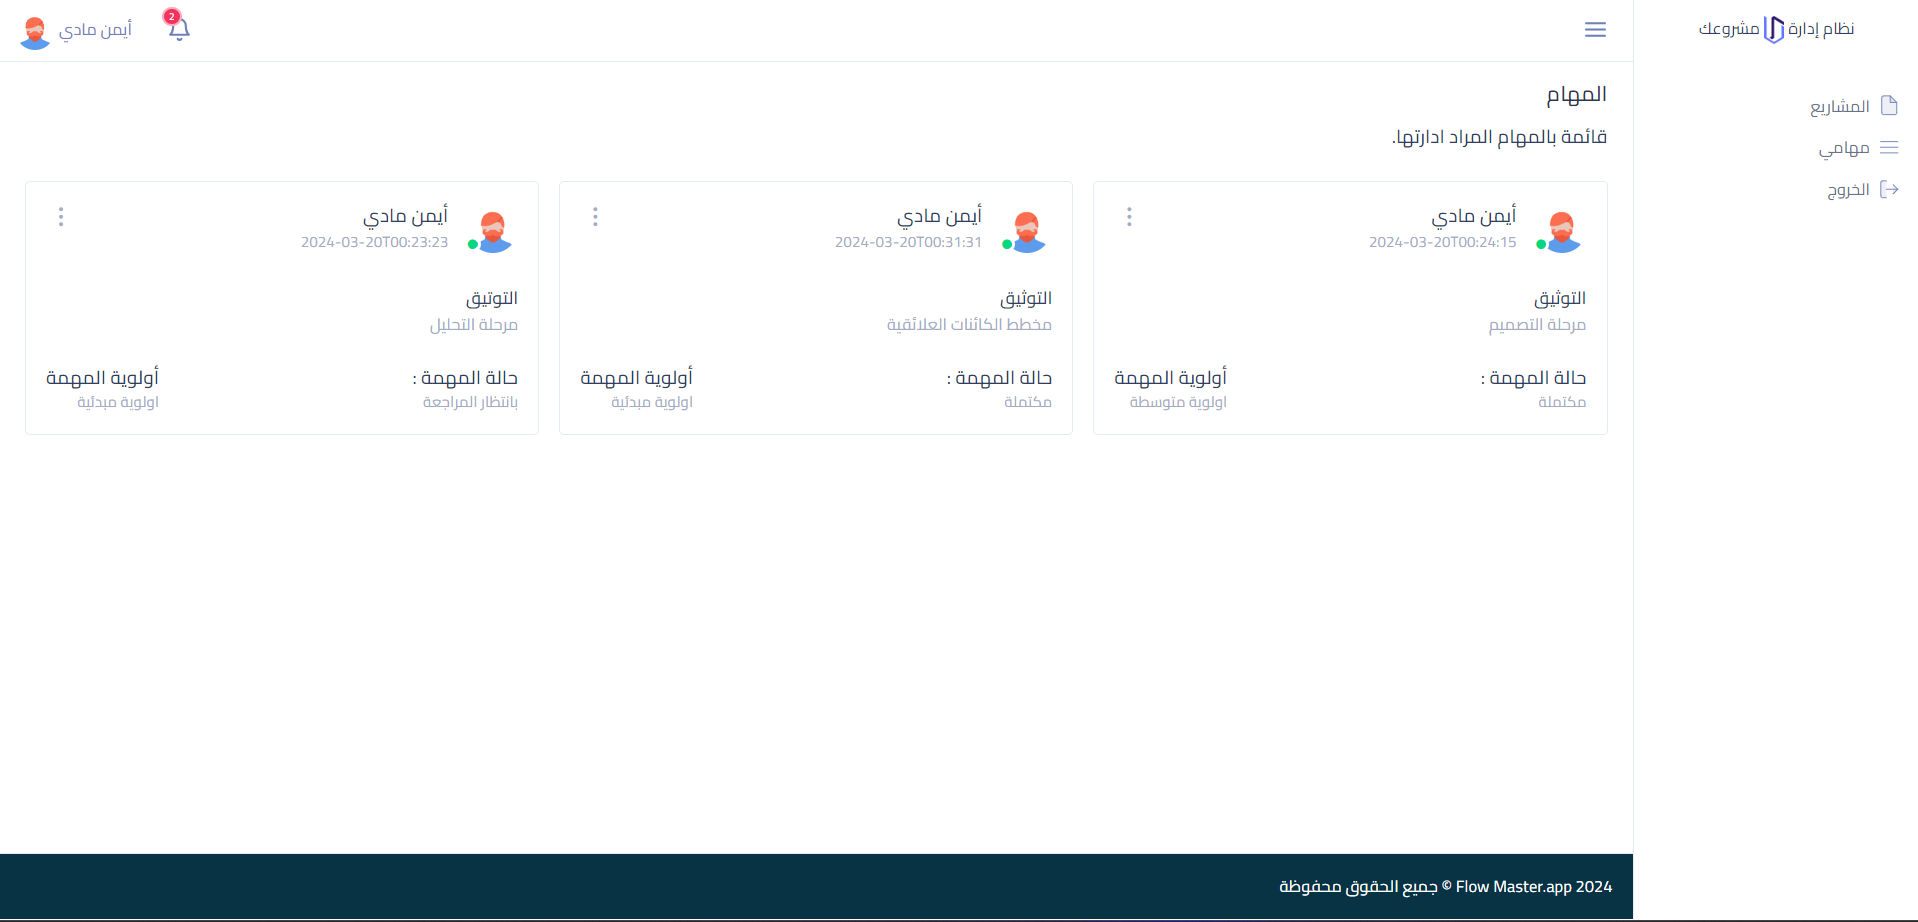 نظام إدارة مشروعك
المشاريع
مهامي
الخروج
2
أيمن مادي
المهام
قائمة بالمهام المراد ادارتها.
أيمن مادي
2024-03-20T00:24:15
التوثيق
مرحلة التصميم
حالة المهمة :
مكتملة
أولوية المهمة
اولوية متوسطة
أيمن مادي
2024-03-20T00:31:31
التوثيق
مخطط الكائنات العلائقية
حالة المهمة :
مكتملة
أولوية المهمة
اولوية مبدئية
أيمن مادي
2024-03-20T00:23:23
التوتيق
مرحلة التحليل
حالة المهمة :
بانتظار المراجعة
أولوية المهمة
اولوية مبدئية
2024 Flow Master.app © جميع الحقوق محفوظة